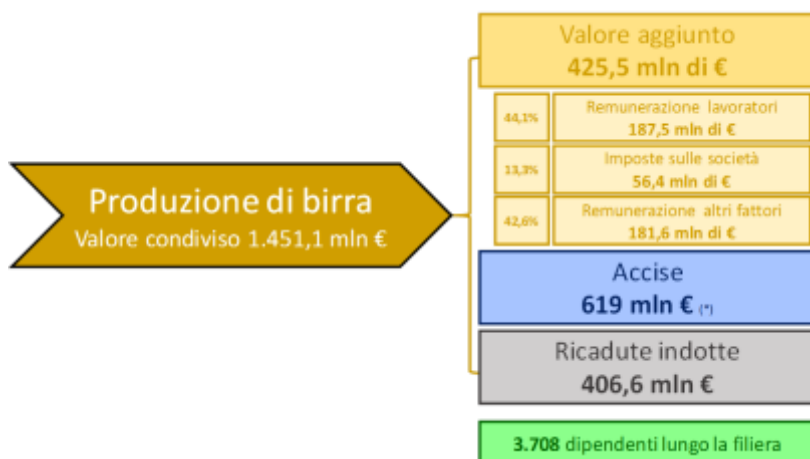 Produzione di birra
Valore condiviso 1.451,1 mln €
Valore aggiunto
425,5 mln di €
44,1%
Remunerazione lavoratori
187,5 mln di €
13,3%
Imposte sulle società
56,4 mln di €
42,6%
Remunerazione altri fattori
181,6 mln di €
Accise
619 mln € (*)
Ricadute indotte
406,6 mln €
3.708 dipendenti lungo la filiera